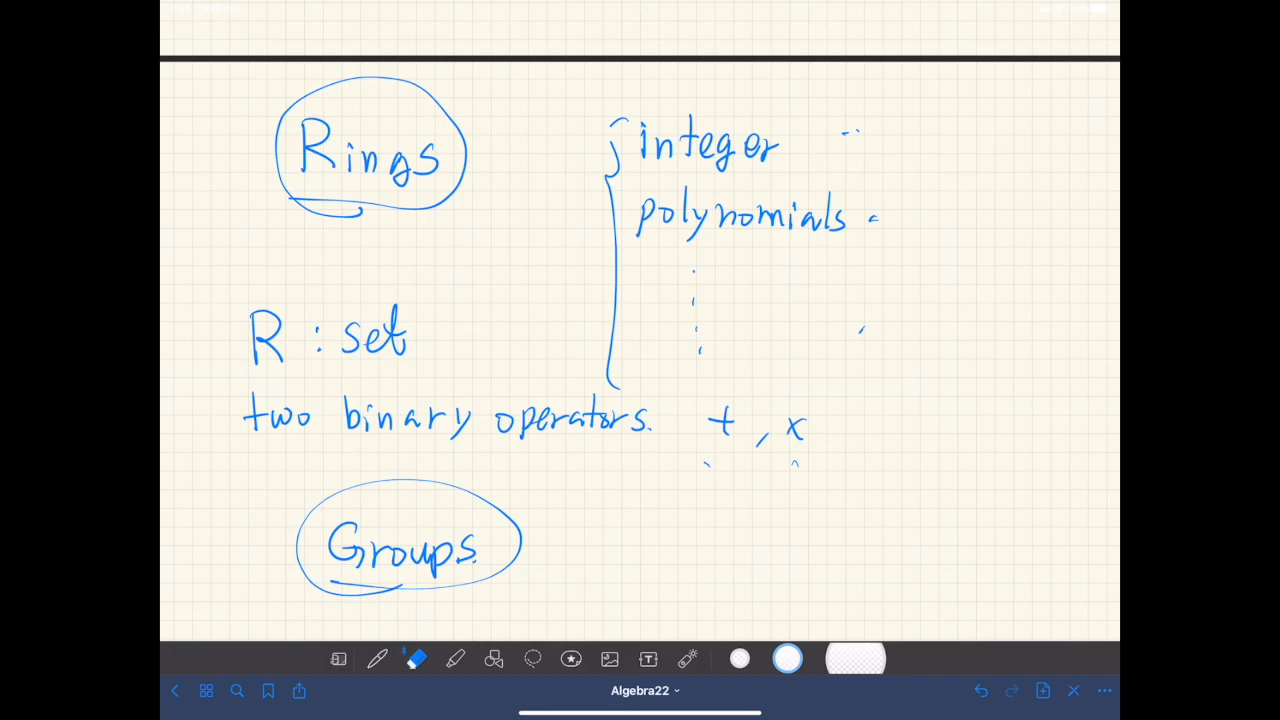 Rings
integer
polynomials
R : set
two binary operators. + , x
Groups.
Algebra22